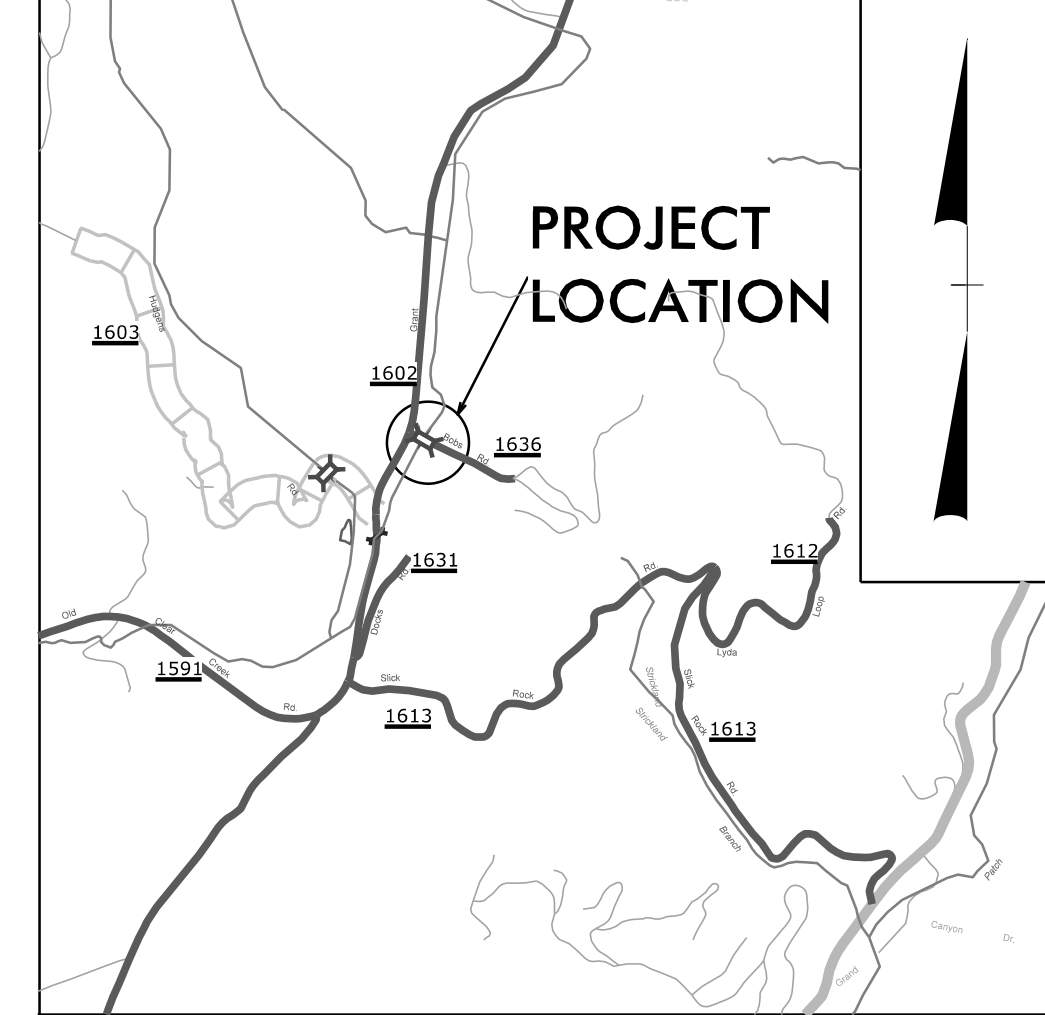 PROJECT
LOCATION
Hudgens
1603
Grant
1602
Bobs
Rd.
1636
Rd.
Rd.
1612
1631
Rd.
Rd.
Loop
Docks
Old
Clear
Creek
1591
Rd.
Lyda
Slick
Rock
1613
Strickland
Strickland
Slick
Rock
1613
Rd.
Branch
Patch
Canyon
Dr.
Grand